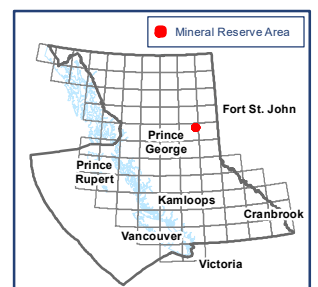 Mineral Reserve Area
Fort St. John
Prince
George
Prince
Rupert
Kamloops
Cranbrook
Vancouver
Victoria